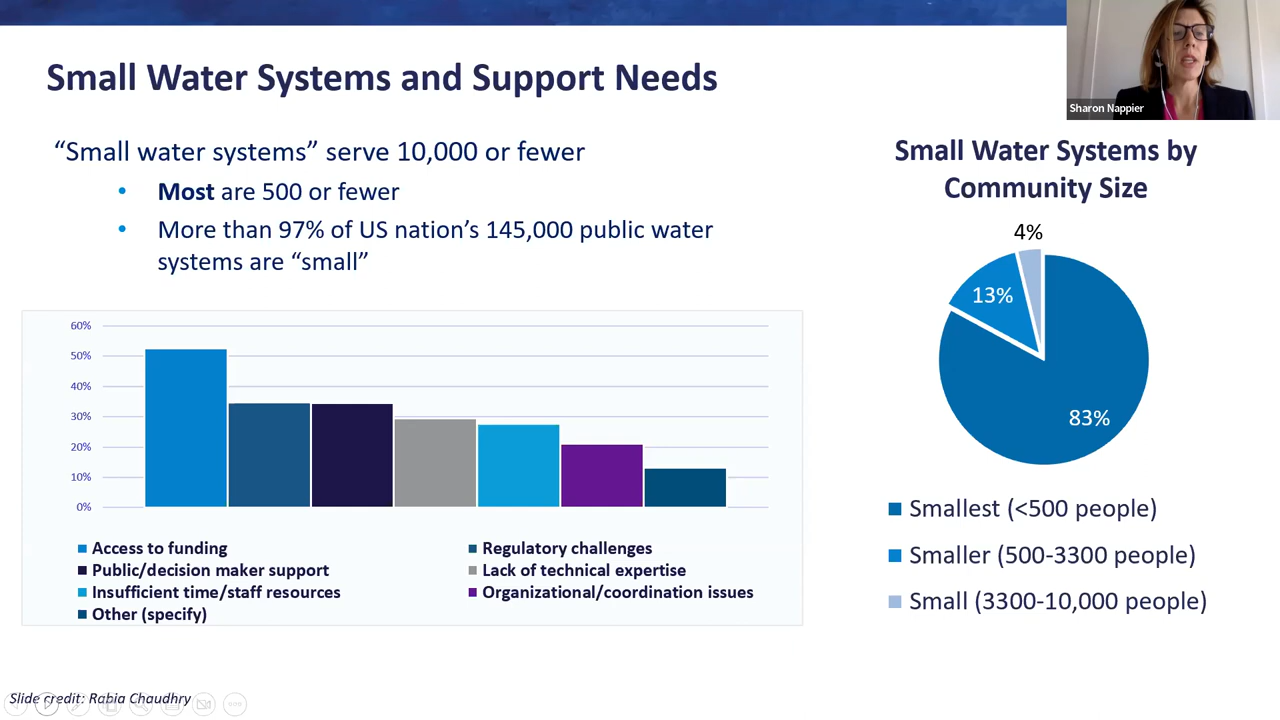 Small Water Systems and Support Needs
Sharon Nappier
“Small water systems” serve 10,000 or fewer
• Most are 500 or fewer
• More than 97% of US nation’s 145,000 public water
systems are “small”
60%
50%
40%
30%
20%
10%
0%
Access to funding
Regulatory challenges
Public/decision maker support
Lack of technical expertise
Insufficient time/staff resources
Organizational/coordination issues
Other (specify)
Small Water Systems by
Community Size
4%
13%
83%
Smallest (<500 people)
Smaller (500-3300 people)
Small (3300-10,000 people)
Slide credit: Rabia Chaudhry